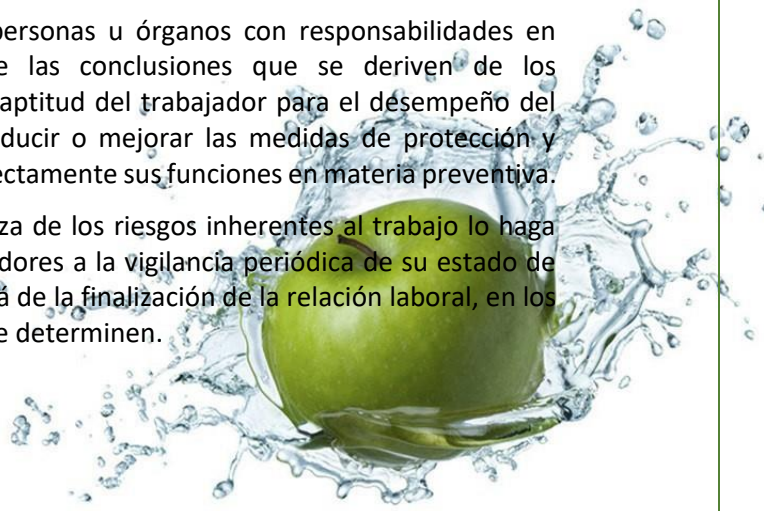 personas u órganos con responsabilidades en
e las conclusiones que se deriven de los
aptitud del trabajador para el desempeño del
ducir o mejorar las medidas de protección y
ectamente sus funciones en materia preventiva.
za de los riesgos inherentes al trabajo lo haga
dores a la vigilancia periódica de su estado de
á de la finalización de la relación laboral, en los
e determinen.